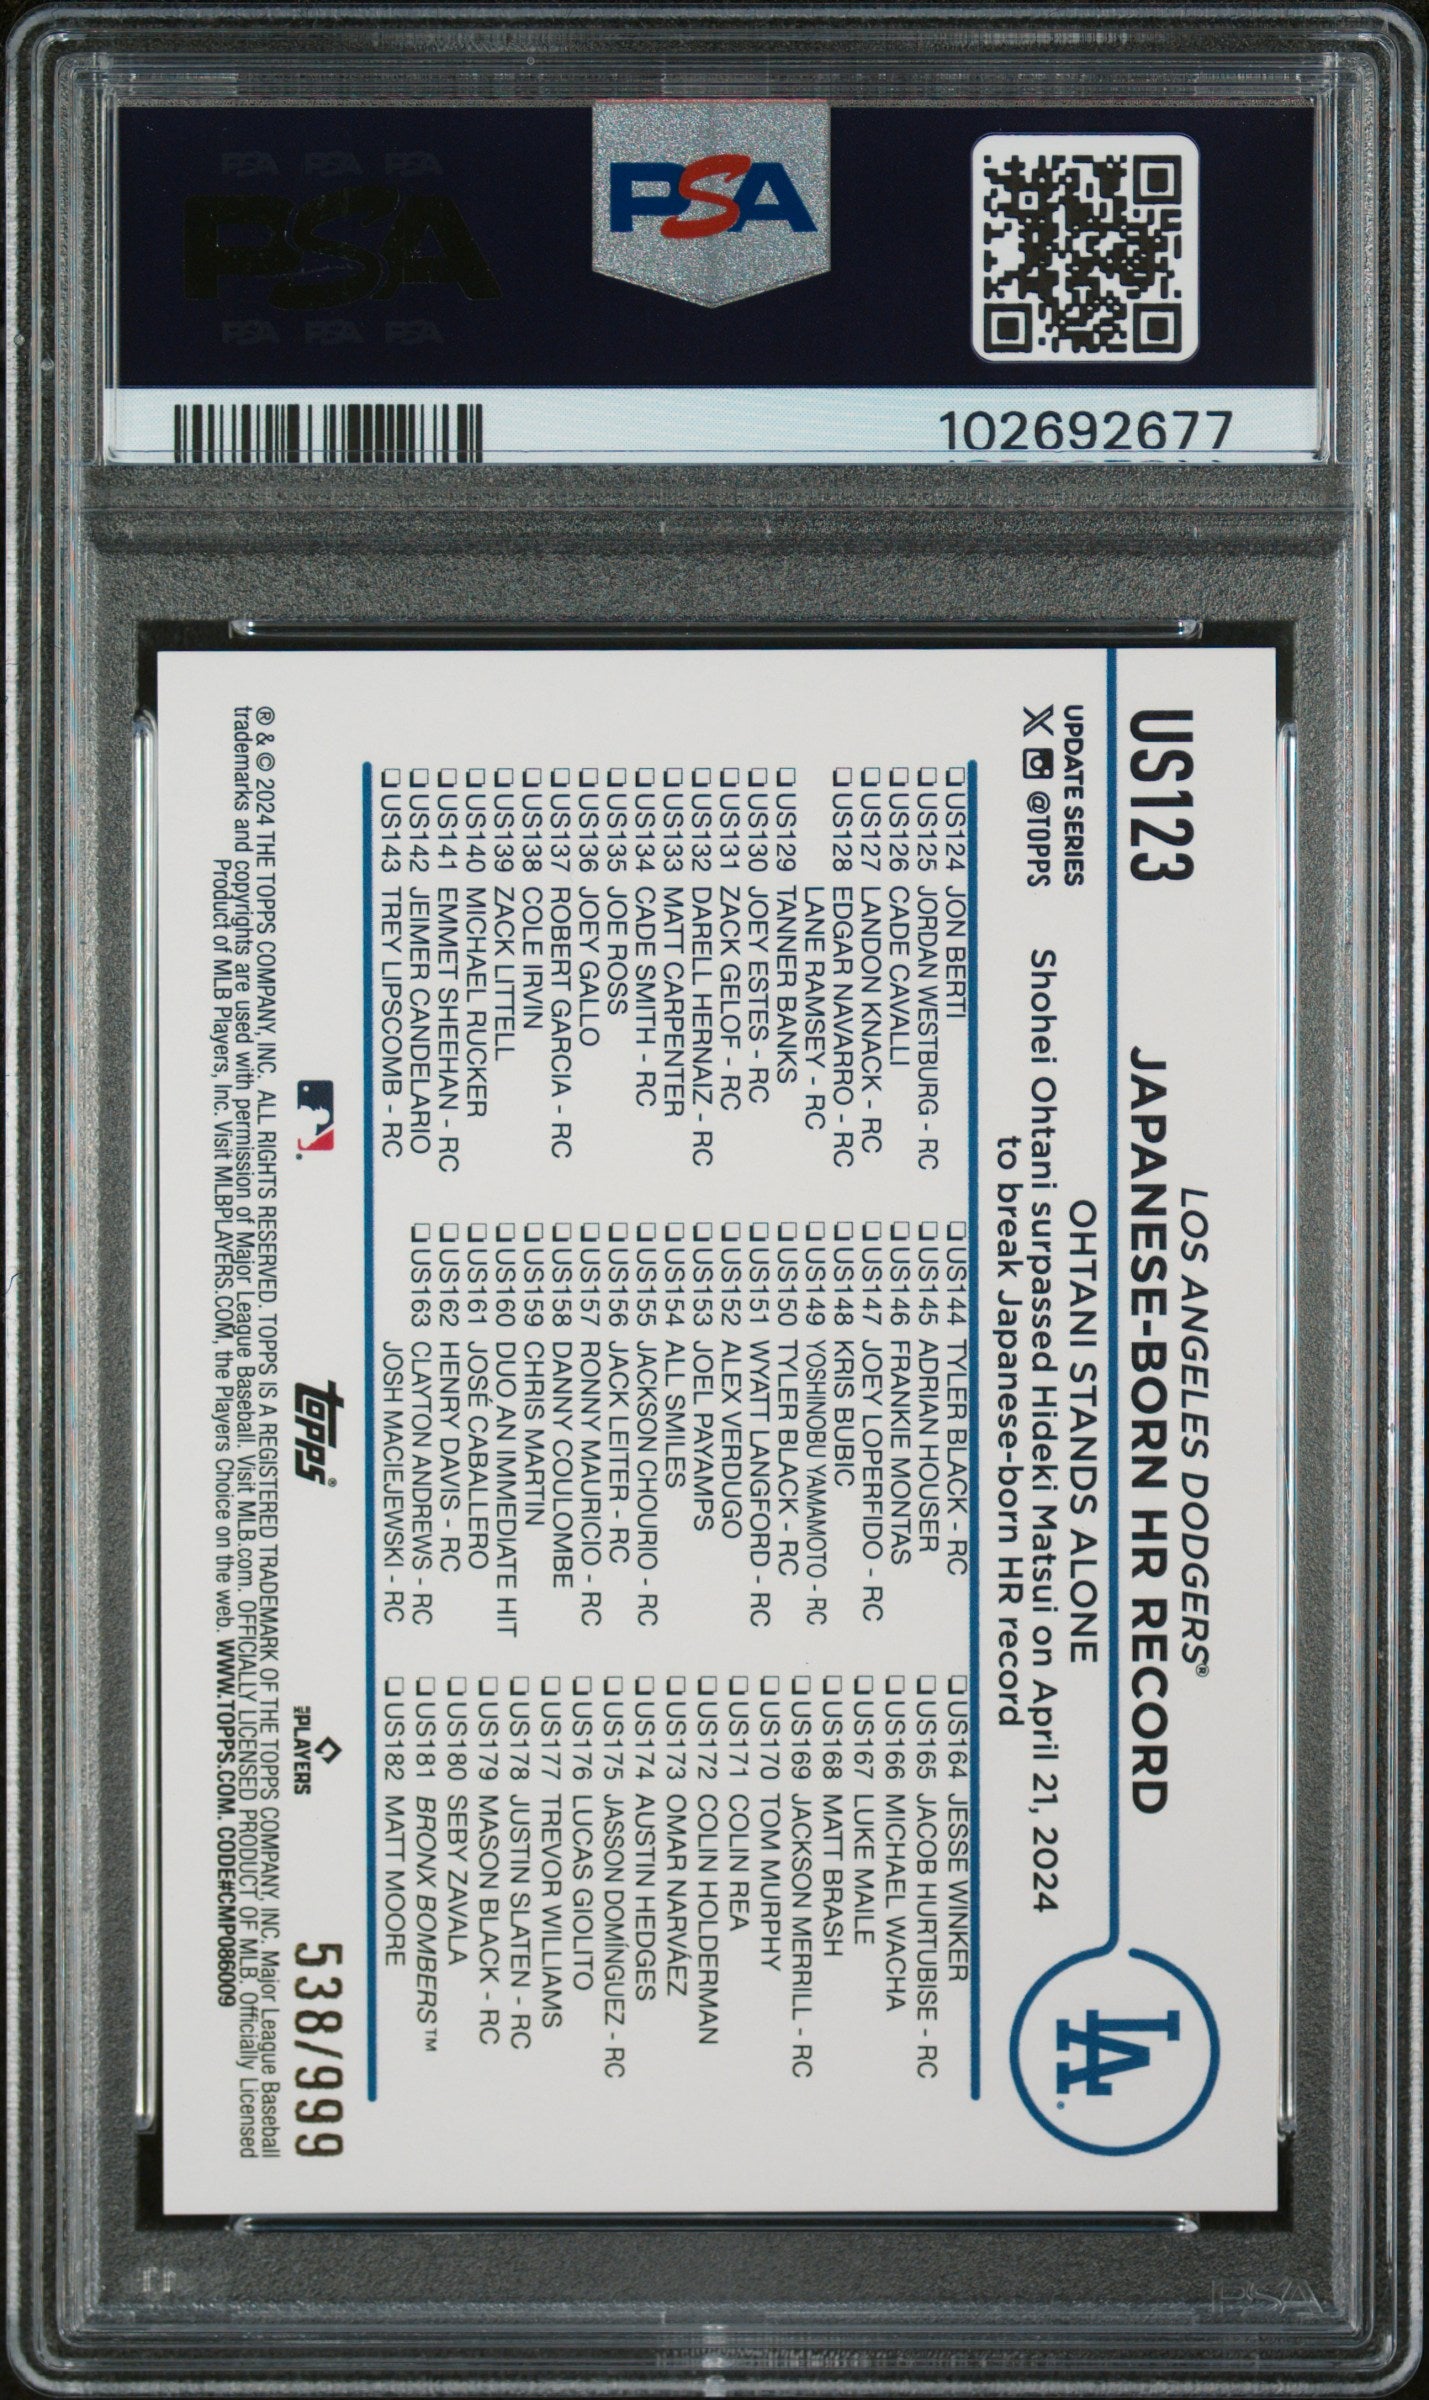 PSA PSA PSA
PSA
PSA PSA PSA
PSA
102692677
US123
LOS ANGELES DODGERS®
JAPANESE-BORN HR RECORD
UPDATE SERIES
@TOPPS
OHTANI STANDS ALONE
Shohei Ohtani surpassed Hideki Matsui on April 21, 2024
to break Japanese-born HR record
LA
US124 JON BERTI
US125 JORDAN WESTBURG - RC
US126 CADE CAVALLI
US127 LANDON KNACK - RC
US128 EDGAR NAVARRO - RC
LANE RAMSEY - RC
US129 TANNER BANKS
US130 JOEY ESTES - RC
US131 ZACK GELOF - RC
US132 DARELL HERNAIZ - RC
US133 MATT CARPENTER
US134 CADE SMITH - RC
US135 JOE ROSS
US136 JOEY GALLO
US137 ROBERT GARCIA - RC
US138 COLE IRVIN
US139 ZACK LITTELL
US140 MICHAEL RUCKER
US141 EMMET SHEEHAN - RC
US142 JEIMER CANDELARIO
US143 TREY LIPSCOMB - RC
US144 TYLER BLACK - RC
US145 ADRIAN HOUSER
US146 FRANKIE MONTAS
US147 JOEY LOPERFIDO - RC
US148 KRIS BUBIC
US149 YOSHINOBU YAMAMOTO - RC
US150 TYLER BLACK - RC
US151 WYATT LANGFORD - RC
US152 ALEX VERDUGO
US153 JOEL PAYAMPS
US154 ALL SMILES
US155 JACKSON CHOURIO - RC
US156 JACK LEITER - RC
US157 RONNY MAURICIO - RC
US158 DANNY COULOMBE
US159 CHRIS MARTIN
US160 DUO AN IMMEDIATE HIT
US161 JOSÉ CABALLERO
US162 HENRY DAVIS - RC
US163 CLAYTON ANDREWS - RC
JOSH MACIEJEWSKI - RC
US164 JESSE WINKER
US165 JACOB HURTUBISE - RC
US166 MICHAEL WACHA
US167 LUKE MAILE
US168 MATT BRASH
US169 JACKSON MERRILL - RC
US170 TOM MURPHY
US171 COLIN REA
US172 COLIN HOLDERMAN
US173 OMAR NARVÁEZ
US174 AUSTIN HEDGES
US175 JASSON DOMÍNGUEZ - RC
US176 LUCAS GIOLITO
US177 TREVOR WILLIAMS
US178 JUSTIN SLATEN - RC
US179 MASON BLACK - RC
US180 SEBY ZAVALA
US181 BRONX BOMBERS™
US182 MATT MOORE
topps®
PLAYERS
538/999
® & © 2024 THE TOPPS COMPANY, INC. ALL RIGHTS RESERVED. TOPPS IS A REGISTERED TRADEMARK OF THE TOPPS COMPANY, INC. Major League Baseball
trademarks and copyrights are used with permission of Major League Baseball. Visit MLB.com. OFFICIALLY LICENSED PRODUCT OF MLB. Officially Licensed
Product of MLB Players, Inc. Visit MLBPLAYERS.COM, the Players Choice on the web. WWW.TOPPS.COM. CODE#CMP086009
PSA